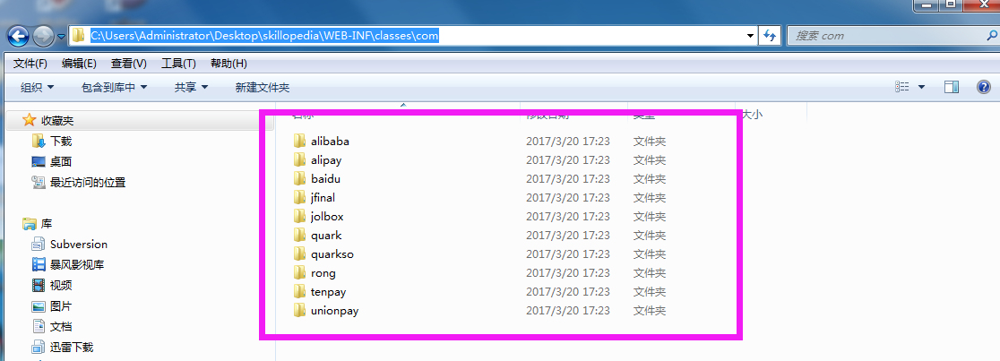 C:\Users\Administrator\Desktop\skillopedia\WEB-INF\classes\com
搜索 com
文件(F) 编辑(E) 查看(V) 工具(T) 帮助(H)
组织 包含到库中 共享 新建文件夹
名称 修改日期 类型 大小
收藏夹
下载
桌面
最近访问的位置
库
Subversion
暴风影视库
视频
图片
文档
迅雷下载
alibaba 2017/3/20 17:23 文件夹
alipay 2017/3/20 17:23 文件夹
baidu 2017/3/20 17:23 文件夹
jfinal 2017/3/20 17:23 文件夹
jolbox 2017/3/20 17:23 文件夹
quark 2017/3/20 17:23 文件夹
quarkso 2017/3/20 17:23 文件夹
rong 2017/3/20 17:23 文件夹
tenpay 2017/3/20 17:23 文件夹
unionpay 2017/3/20 17:23 文件夹